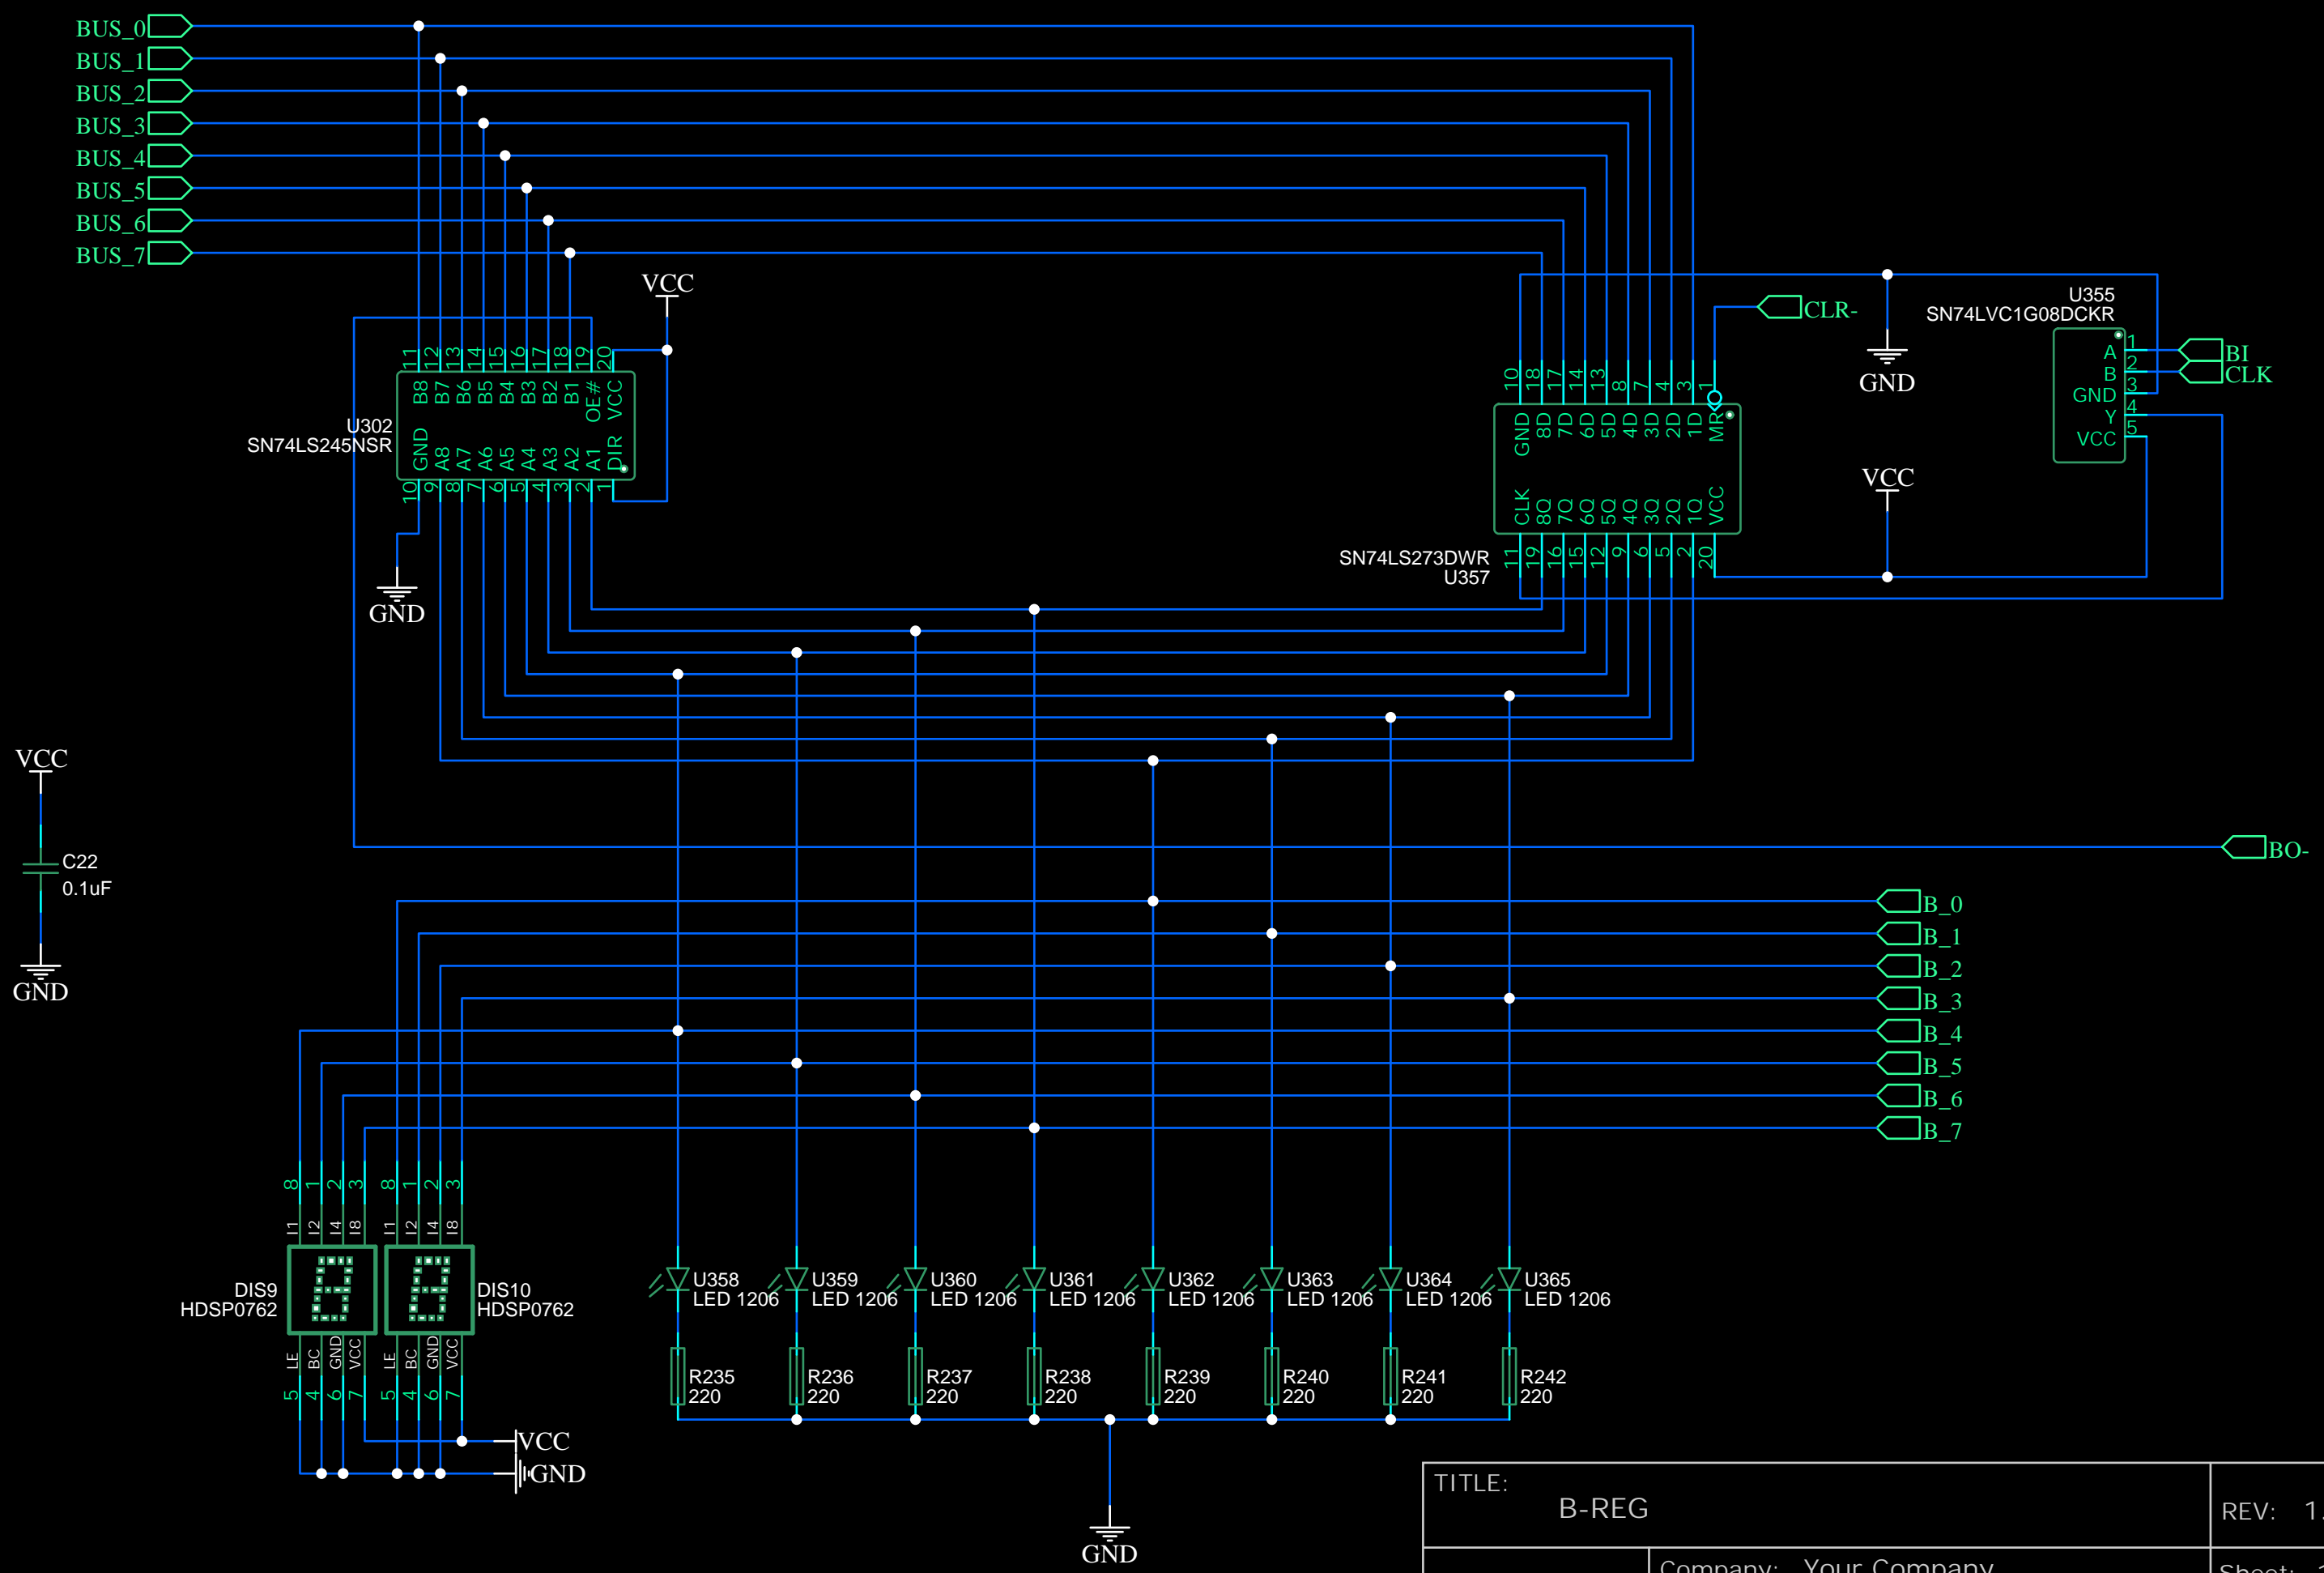 BUS_0
BUS_1
BUS_2
BUS_3
BUS_4
BUS_5
BUS_6
BUS_7
VCC
11 12 13 14 15 16 17 18 19 20
B8 B7 B6 B5 B4 B3 B2 B1 OE# VCC
U302
SN74LS245NSR
GND A8 A7 A6 A5 A4 A3 A2 A1 DIR
10 9 8 7 6 5 4 3 2 1
GND
CLR-
10 18 17 14 13 8 7 4 3 1
GND 8D 7D 6D 5D 4D 3D 2D 1D MR
CLK 8Q 7Q 6Q 5Q 4Q 3Q 2Q 1Q VCC
11 19 16 15 12 9 6 5 2 20
SN74LS273DWR
U357
GND
VCC
U355
SN74LVC1G08DCKR
A 1 BI
B 2 CLK
GND 3
Y 4
VCC 5
VCC
C22
0.1uF
GND
BO-
B_0
B_1
B_2
B_3
B_4
B_5
B_6
B_7
8 1 2 3 8 1 2 3
I1 I2 I4 I8 I1 I2 I4 I8
DIS9
HDSP0762
DIS10
HDSP0762
LE BC GND VCC LE BC GND VCC
5 4 6 7 5 4 6 7
VCC
GND
U358
LED 1206
U359
LED 1206
U360
LED 1206
U361
LED 1206
U362
LED 1206
U363
LED 1206
U364
LED 1206
U365
LED 1206
R235
220
R236
220
R237
220
R238
220
R239
220
R240
220
R241
220
R242
220
GND
TITLE:
B-REG
REV: 1.
Company: Your Company
Sheet: